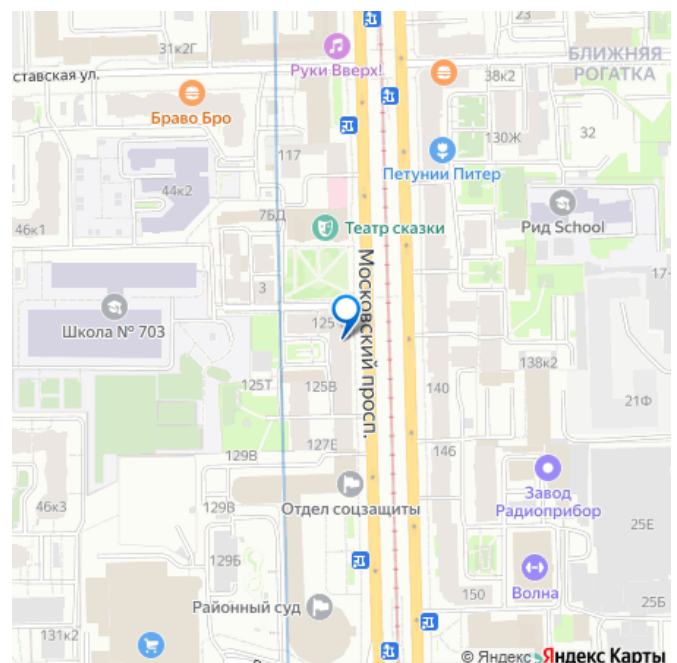 23
31к2Г
БЛИЖНЯЯ
РОГАТКА
ставская ул.
Руки Вверх!
38к2
Браво Бро
130Ж
32
117
Петунии Питер
44к2
7БД
46к1
Театр сказки
Рид School
Московский просп.
17-
3
Школа № 703
125
138к2
125Т
125В
140
21Ф
127Е
146
129В
Отдел соцзащиты
Завод
Радиоприбор
46к3
129В
25Е
129Б
Волна
150
25Б
Районный суд
131к2
© Яндекс Яндекс Карты